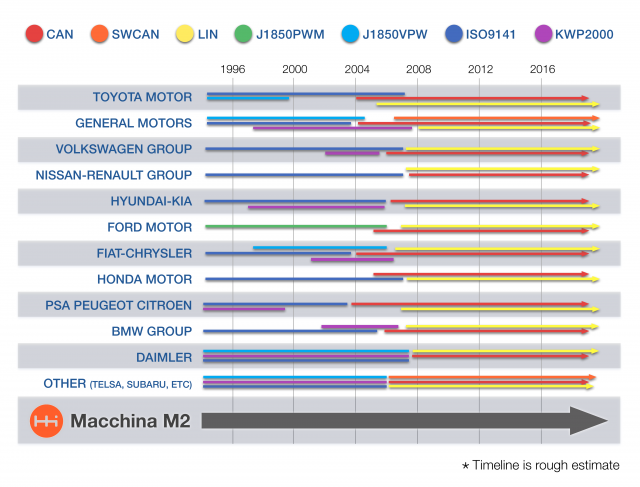 CAN SWCAN LIN J1850PWM J1850VPW ISO9141 KWP2000
1996 2000 2004 2008 2012 2016
TOYOTA MOTOR
GENERAL MOTORS
VOLKSWAGEN GROUP
NISSAN-RENAULT GROUP
HYUNDAI-KIA
FORD MOTOR
FIAT-CHRYSLER
HONDA MOTOR
PSA PEUGEOT CITROEN
BMW GROUP
DAIMLER
OTHER (TELSA, SUBARU, ETC)
Macchina M2
* Timeline is rough estimate